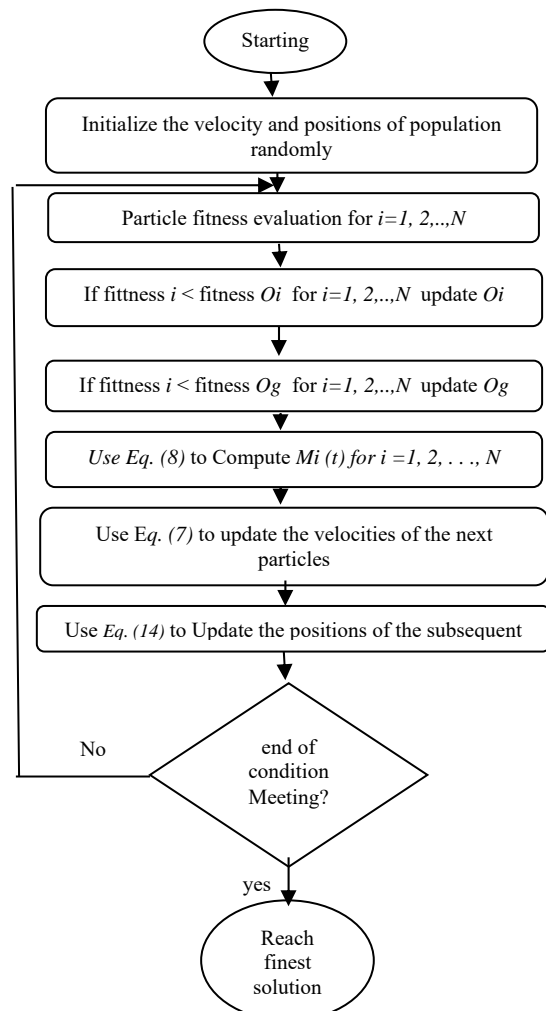 Starting
Initialize the velocity and positions of population
randomly
Particle fitness evaluation for i=1, 2,..,N
If fittness i < fitness Oi for i=1, 2,..,N update Oi
If fittness i < fitness Og for i=1, 2,..,N update Og
Use Eq. (8) to Compute Mi (t) for i =1, 2, . . ., N
Use Eq. (7) to update the velocities of the next
particles
Use Eq. (14) to Update the positions of the subsequent
No
end of
condition
Meeting?
yes
Reach
finest
solution